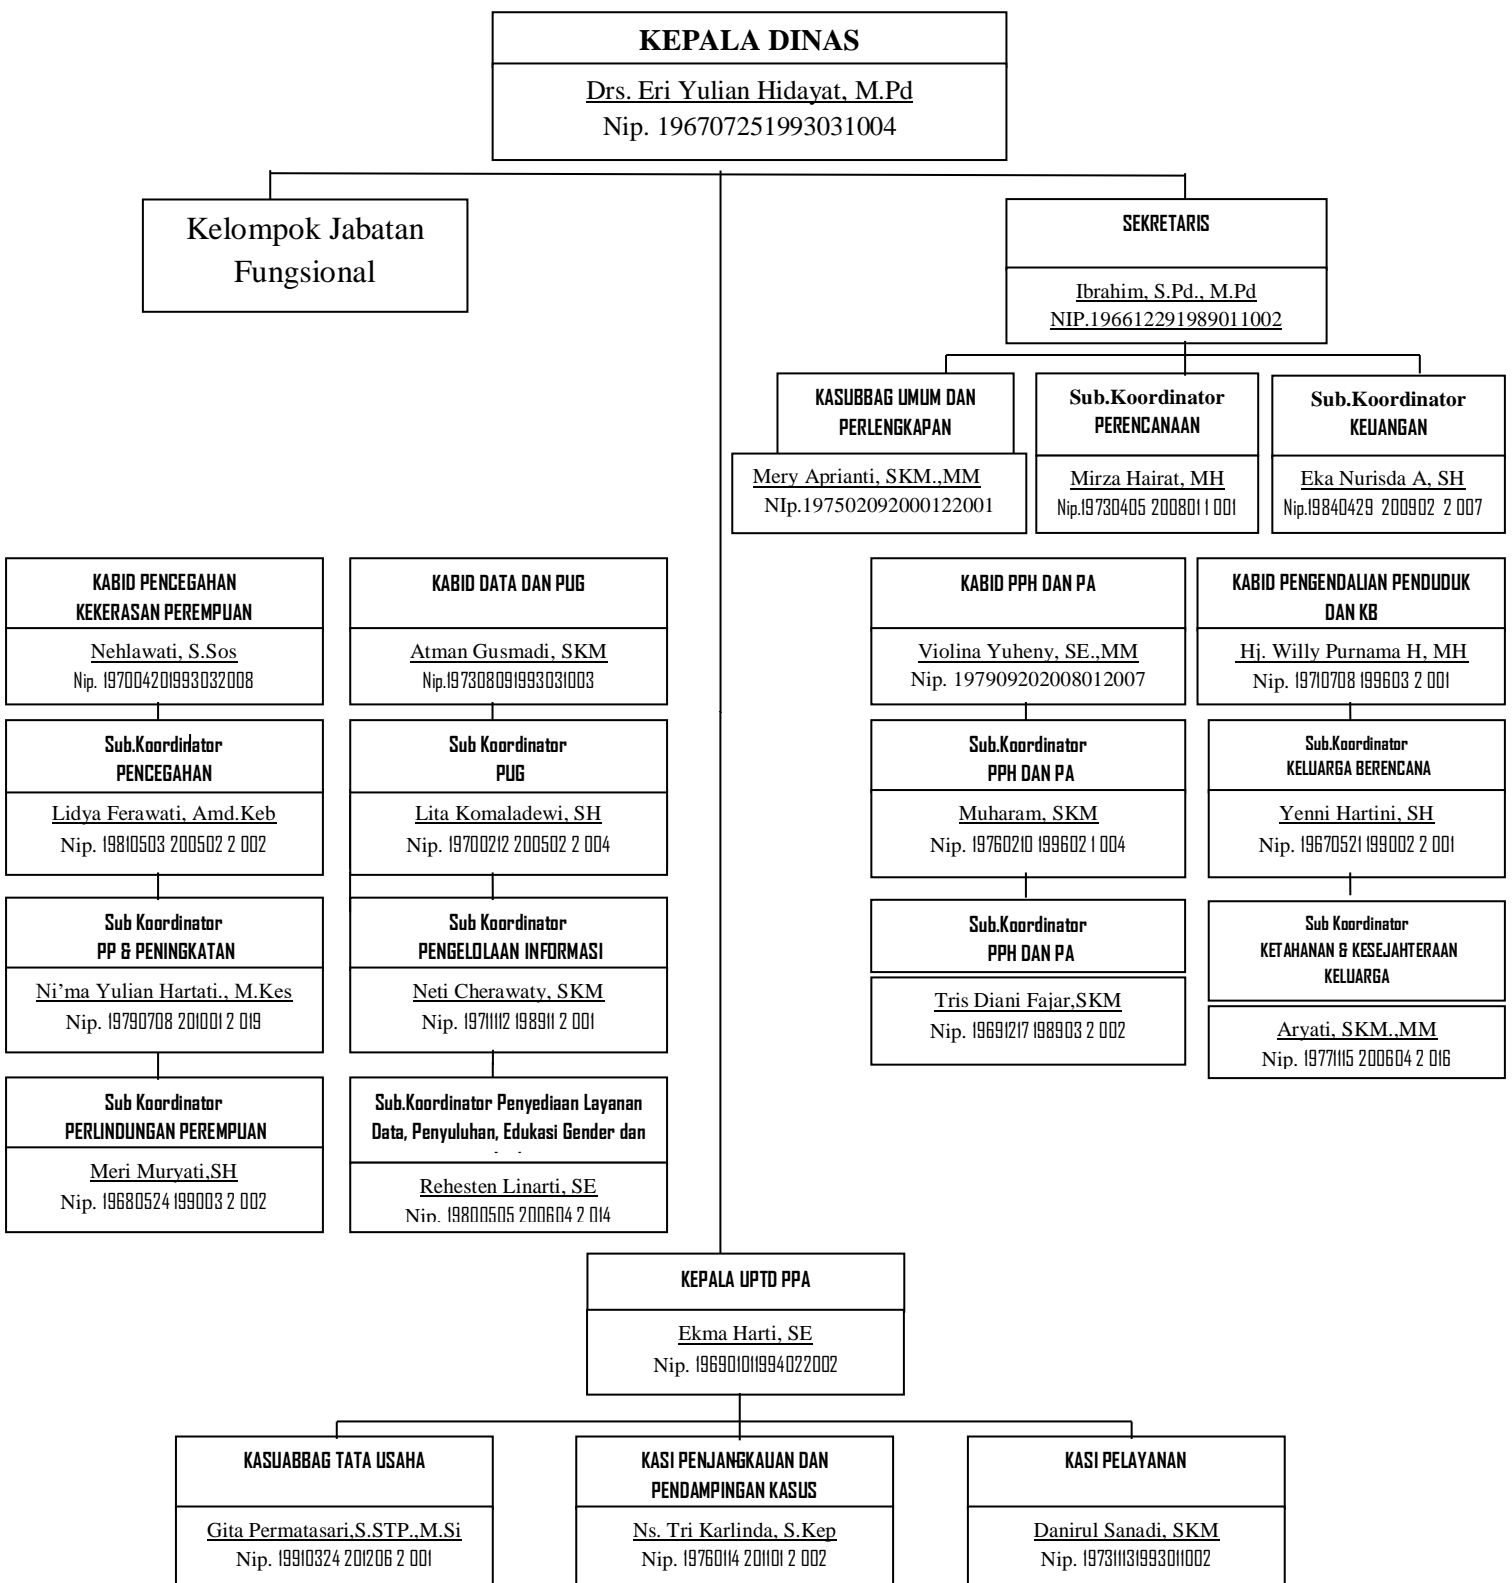 KEPALA DINAS
Drs. Eri Yulian Hidayat, M.Pd
Nip. 196707251993031004
Kelompok Jabatan
Fungsional
SEKRETARIS
Ibrahim, S.Pd., M.Pd
NIP.196612291989011002
KASUBBAG UMUM DAN
PERLENGKAPAN
Mery Aprianti, SKM.,MM
NIp.197502092000122001
Sub.Koordinator
PERENCANAAN
Mirza Hairat, MH
Nip.19730405 200801 1 001
Sub.Koordinator
KEUANGAN
Eka Nurisda A, SH
Nip.19840429 200902 2 007
KABID PENCEGAHAN
KEKERASAN PEREMPUAN
Nehlawati, S.Sos
Nip. 197004201993032008
Sub.Koordinator
PENCEGAHAN
Lidya Ferawati, Amd.Keb
Nip. 19810503 200502 2 002
Sub Koordinator
PP & PENINGKATAN
Ni’ma Yulian Hartati., M.Kes
Nip. 19790708 201001 2 019
Sub Koordinator
PERLINDUNGAN PEREMPUAN
Meri Muryati,SH
Nip. 19680524 199003 2 002
KABID DATA DAN PUG
Atman Gusmadi, SKM
Nip.197308091993031003
Sub Koordinator
PUG
Lita Komaladewi, SH
Nip. 19700212 200502 2 004
Sub Koordinator
PENGELOLAAN INFORMASI
Neti Cherawaty, SKM
Nip. 19711112 198911 2 001
Sub.Koordinator Penyediaan Layanan
Data, Penyuluhan, Edukasi Gender dan
Rehesten Linarti, SE
Nip. 19800505 200604 2 014
KABID PPH DAN PA
Violina Yuheny, SE.,MM
Nip. 197909202008012007
Sub.Koordinator
PPH DAN PA
Muharam, SKM
Nip. 19760210 199602 1 004
Sub.Koordinator
PPH DAN PA
Tris Diani Fajar,SKM
Nip. 19691217 198903 2 002
KABID PENGENDALIAN PENDUDUK
DAN KB
Hj. Willy Purnama H, MH
Nip. 19710708 199603 2 001
Sub.Koordinator
KELUARGA BERENCANA
Yenni Hartini, SH
Nip. 19670521 199002 2 001
Sub Koordinator
KETAHANAN & KESEJAHTERAAN
KELUARGA
Aryati, SKM.,MM
Nip. 19771115 200604 2 016
KEPALA UPTD PPA
Ekma Harti, SE
Nip. 196901011994022002
KASUABBAG TATA USAHA
Gita Permatasari,S.STP.,M.Si
Nip. 19910324 201206 2 001
KASI PENJANGKAUAN DAN
PENDAMPINGAN KASUS
Ns. Tri Karlinda, S.Kep
Nip. 19760114 201101 2 002
KASI PELAYANAN
Danirul Sanadi, SKM
Nip. 197311131993011002